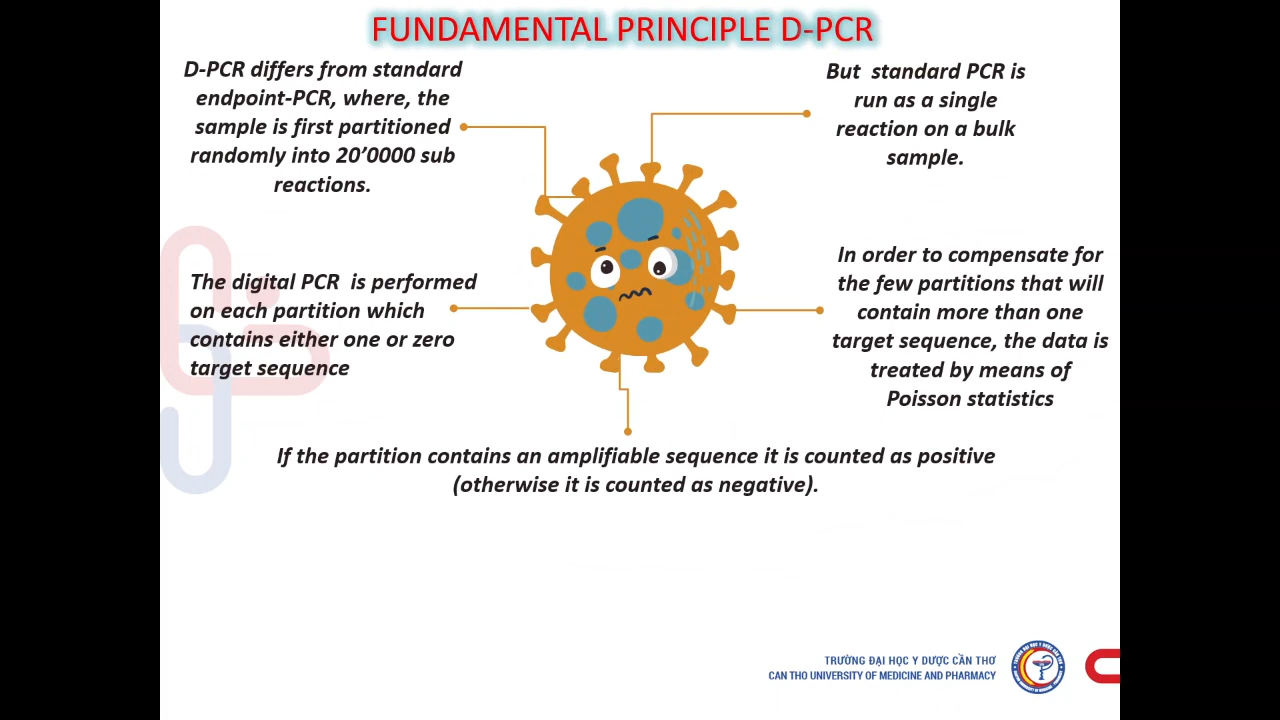 FUNDAMENTAL PRINCIPLE D-PCR
D-PCR differs from standard
endpoint-PCR, where, the
sample is first partitioned
randomly into 20’0000 sub
reactions.
But standard PCR is
run as a single
reaction on a bulk
sample.
The digital PCR is performed
on each partition which
contains either one or zero
target sequence
In order to compensate for
the few partitions that will
contain more than one
target sequence, the data is
treated by means of
Poisson statistics
If the partition contains an amplifiable sequence it is counted as positive
(otherwise it is counted as negative).
TRƯỜNG ĐẠI HỌC Y DƯỢC CẦN THƠ
CAN THO UNIVERSITY OF MEDICINE AND PHARMACY